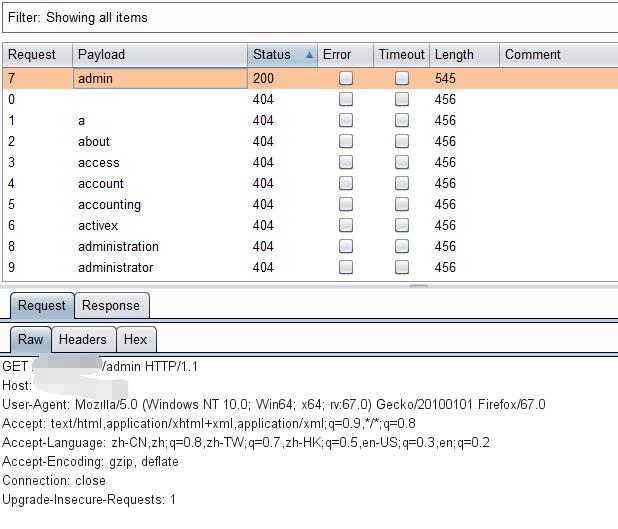 Filter: Showing all items
Request Payload Status Error Timeout Length Comment
7 admin 200 545
0 404 456
1 a 404 456
2 about 404 456
3 access 404 456
4 account 404 456
5 accounting 404 456
6 activex 404 456
8 administration 404 456
9 administrator 404 456
Request Response
Raw Headers Hex
GET /admin HTTP/1.1
Host:
User-Agent: Mozilla/5.0 (Windows NT 10.0; Win64; x64; rv:67.0) Gecko/20100101 Firefox/67.0
Accept: text/html,application/xhtml+xml,application/xml;q=0.9,*/*;q=0.8
Accept-Language: zh-CN,zh;q=0.8,zh-TW;q=0.7,zh-HK;q=0.5,en-US;q=0.3,en;q=0.2
Accept-Encoding: gzip, deflate
Connection: close
Upgrade-Insecure-Requests: 1